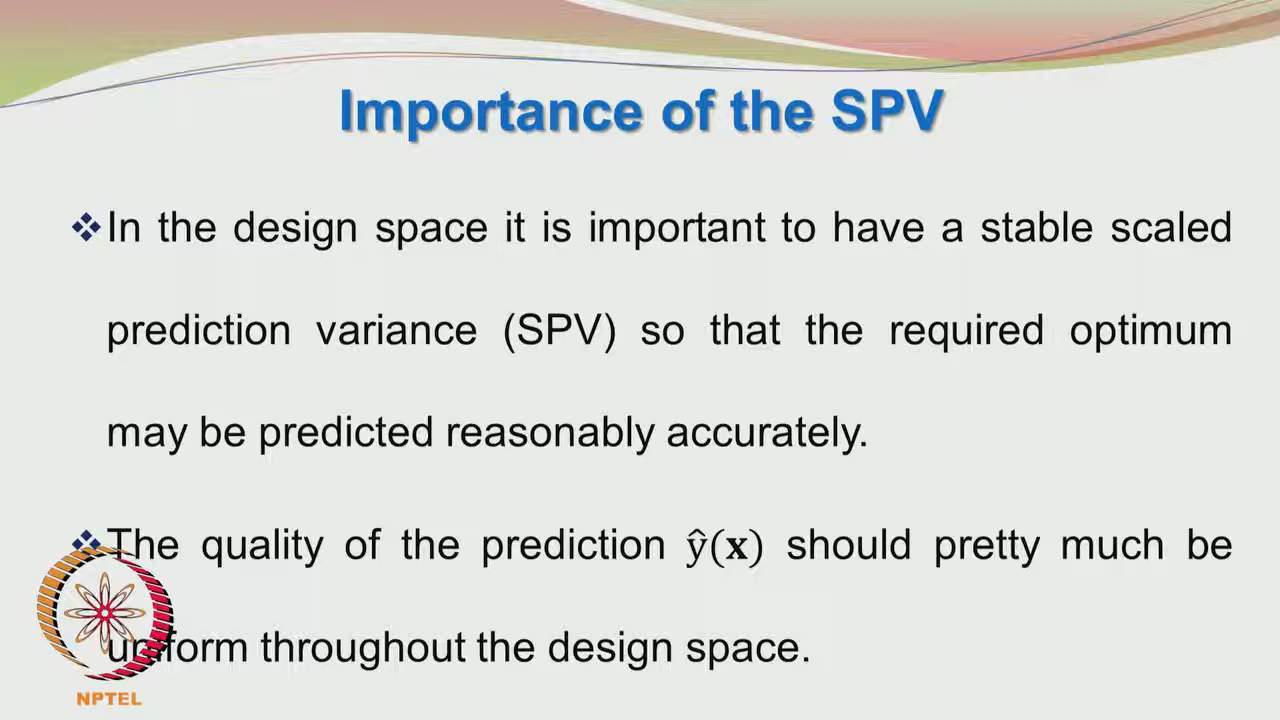 Importance of the SPV
❖In the design space it is important to have a stable scaled
prediction variance (SPV) so that the required optimum
may be predicted reasonably accurately.
❖The quality of the prediction ŷ(𝐱) should pretty much be
uniform throughout the design space.
NPTEL